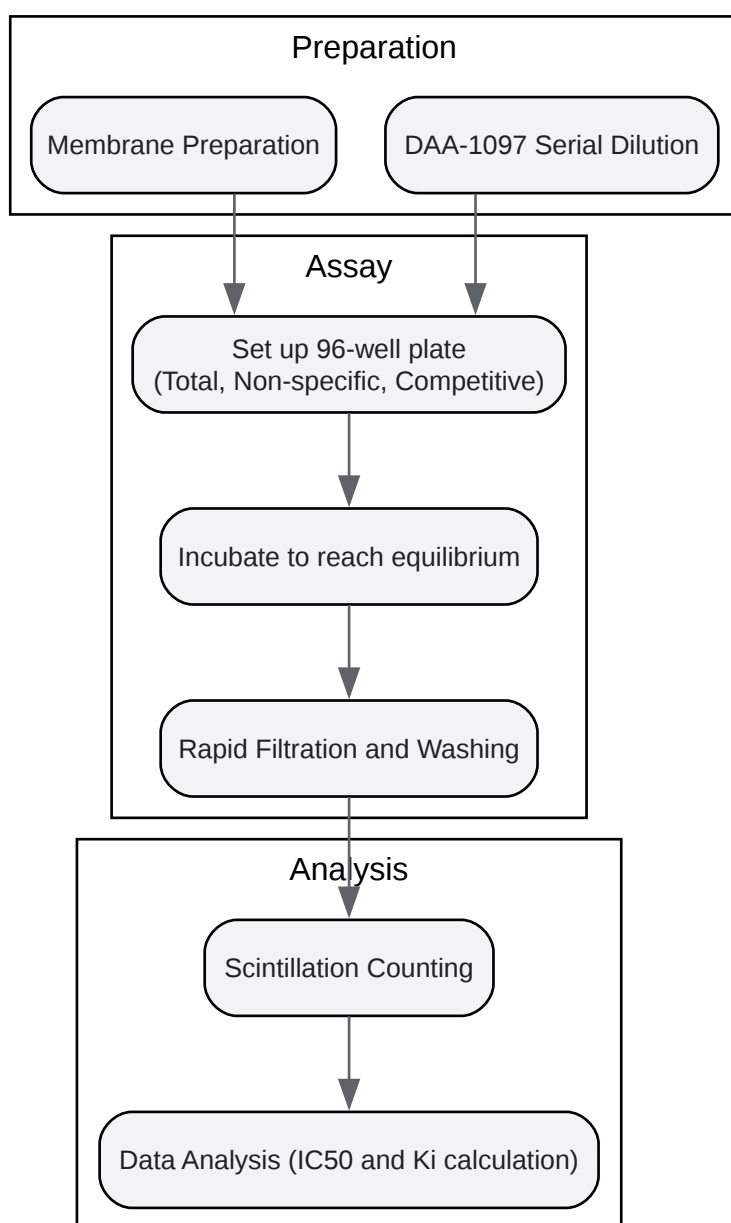 Preparation
Membrane Preparation
DAA-1097 Serial Dilution
Assay
Set up 96-well plate
(Total, Non-specific, Competitive)
Incubate to reach equilibrium
Rapid Filtration and Washing
Analysis
Scintillation Counting
Data Analysis (IC50 and Ki calculation)